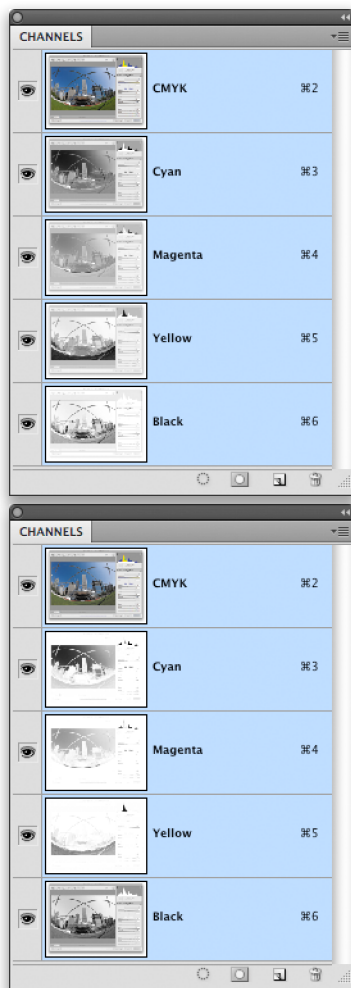 CHANNELS
CMYK ⌘2
Cyan ⌘3
Magenta ⌘4
Yellow ⌘5
Black ⌘6
CHANNELS
CMYK ⌘2
Cyan ⌘3
Magenta ⌘4
Yellow ⌘5
Black ⌘6